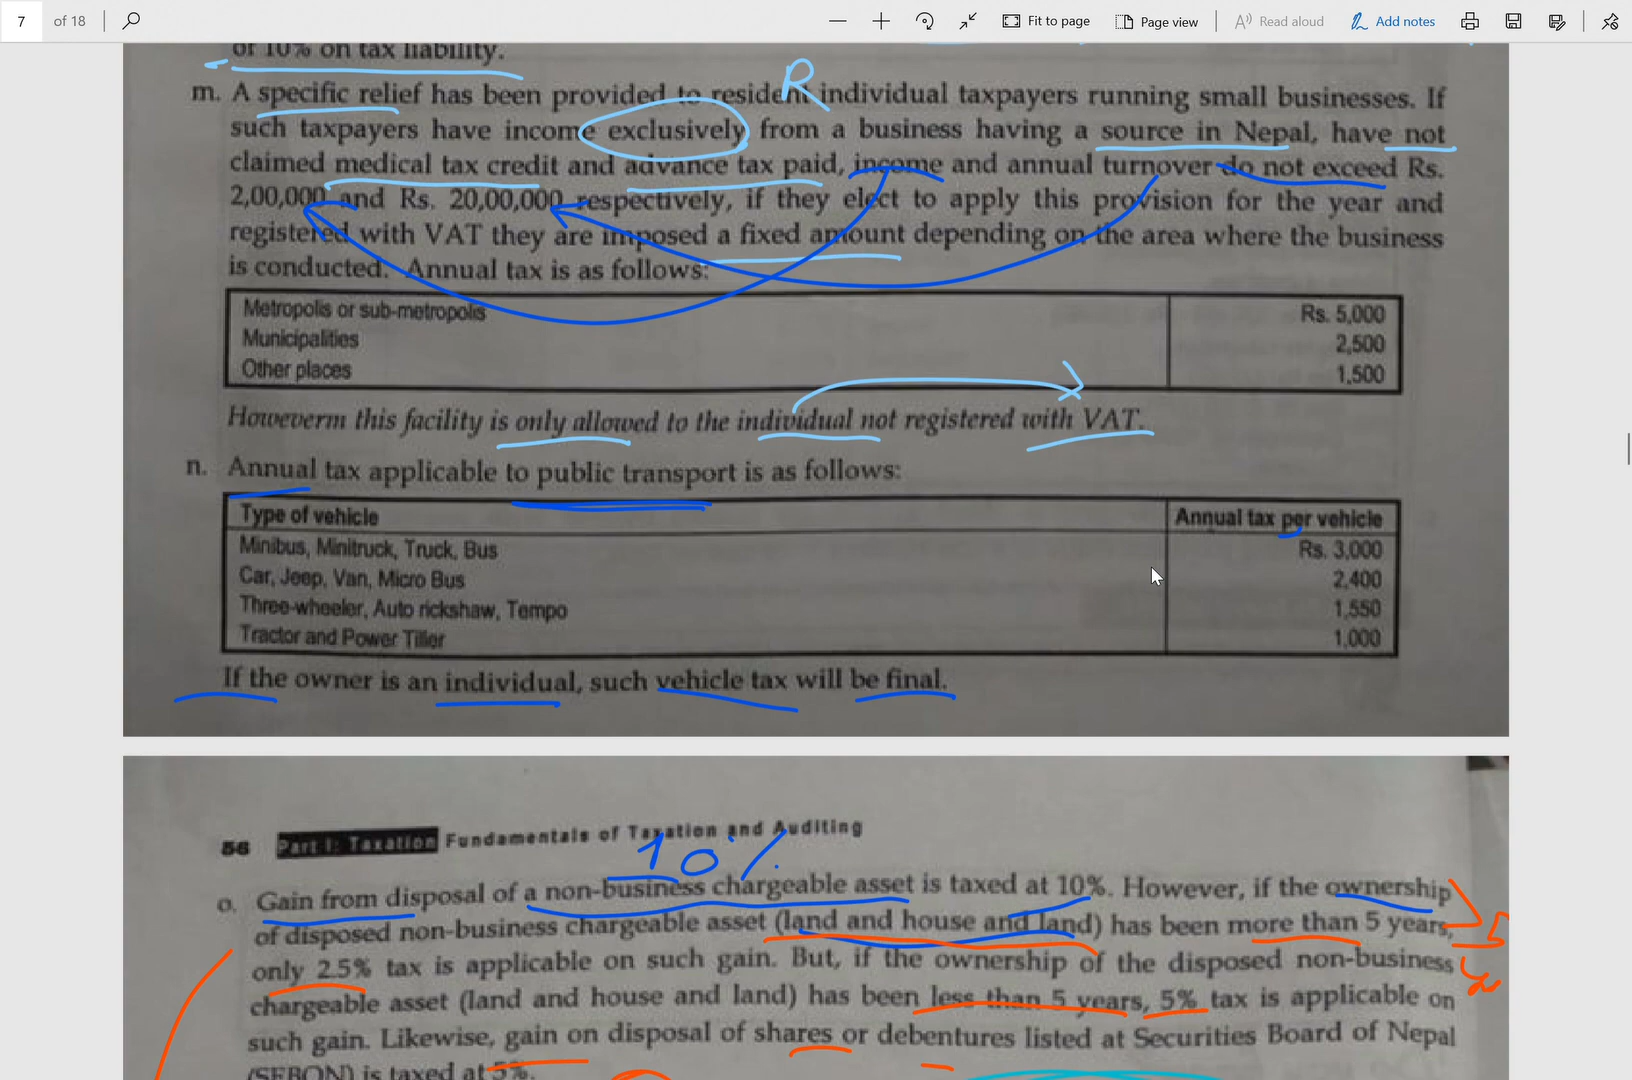 7 of 18 Fit to page Page view Read aloud Add notes
of 10% on tax liability.
R
m. A specific relief has been provided to resident individual taxpayers running small businesses. If
such taxpayers have income exclusively from a business having a source in Nepal, have not
claimed medical tax credit and advance tax paid, income and annual turnover do not exceed Rs.
2,00,000 and Rs. 20,00,000 respectively, if they elect to apply this provision for the year and
registered with VAT they are imposed a fixed amount depending on the area where the business
is conducted. Annual tax is as follows:
Metropolis or sub-metropolis Rs. 5,000
Municipalities 2,500
Other places 1,500
Howeverm this facility is only allowed to the individual not registered with VAT.
n. Annual tax applicable to public transport is as follows:
Type of vehicle Annual tax per vehicle
Minibus, Minitruck, Truck, Bus Rs. 3,000
Car, Jeep, Van, Micro Bus 2,400
Three-wheeler, Auto rickshaw, Tempo 1,550
Tractor and Power Tiller 1,000
If the owner is an individual, such vehicle tax will be final.
56 Part I: Taxation Fundamentals of Taxation and Auditing
10%
o. Gain from disposal of a non-business chargeable asset is taxed at 10%. However, if the ownership
of disposed non-business chargeable asset (land and house and land) has been more than 5 years,
5
only 2.5% tax is applicable on such gain. But, if the ownership of the disposed non-business
chargeable asset (land and house and land) has been less than 5 years, 5% tax is applicable on
such gain. Likewise, gain on disposal of shares or debentures listed at Securities Board of Nepal
(SEBON) is taxed at 5%.